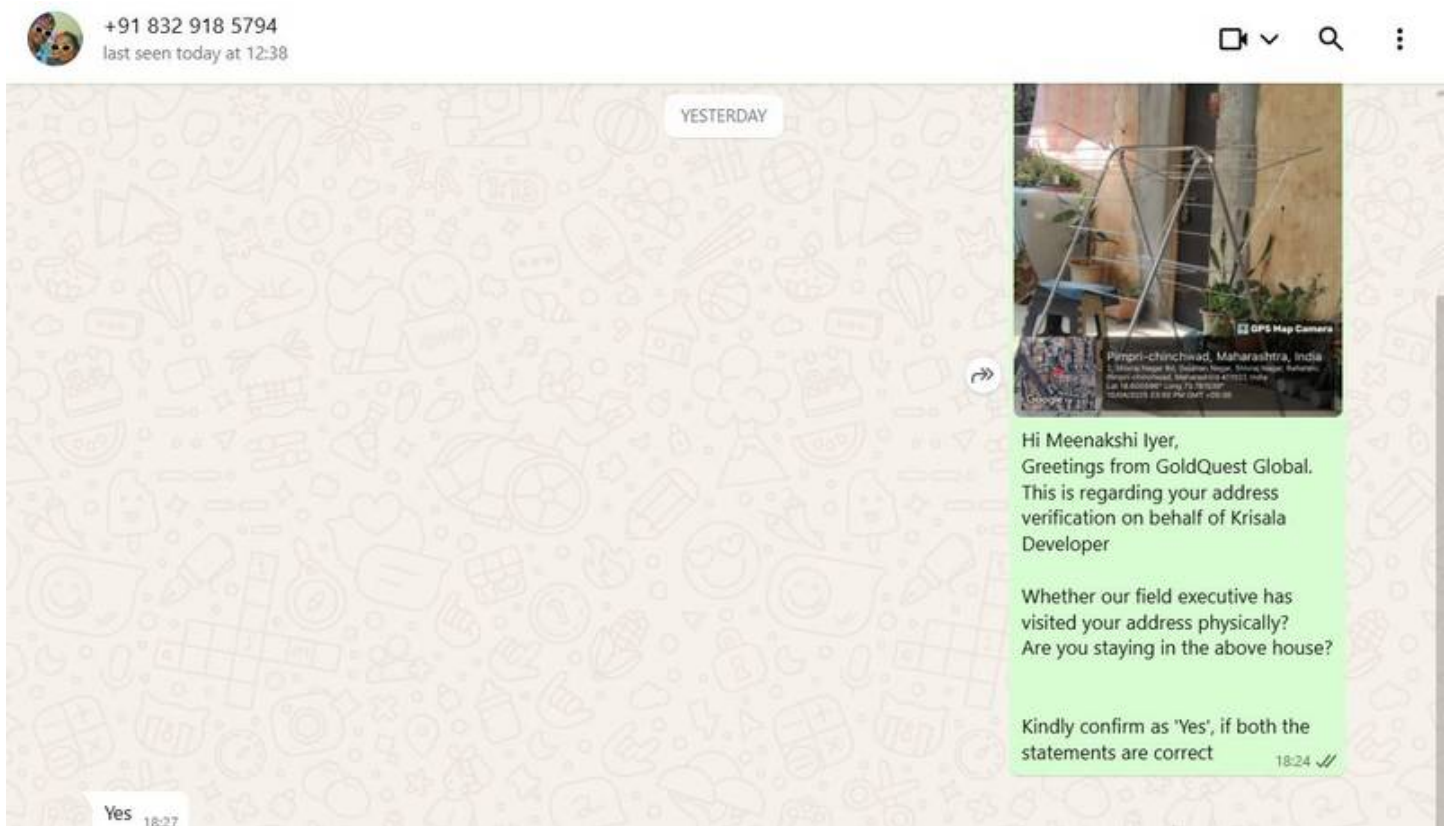 +91 832 918 5794
last seen today at 12:38
YESTERDAY
GPS Map Camera
Pimpri-chinchwad, Maharashtra, India
Google
Hi Meenakshi Iyer,
Greetings from GoldQuest Global.
This is regarding your address
verification on behalf of Krisala
Developer
Whether our field executive has
visited your address physically?
Are you staying in the above house?
Kindly confirm as 'Yes', if both the
statements are correct
18:24
Yes
18:27